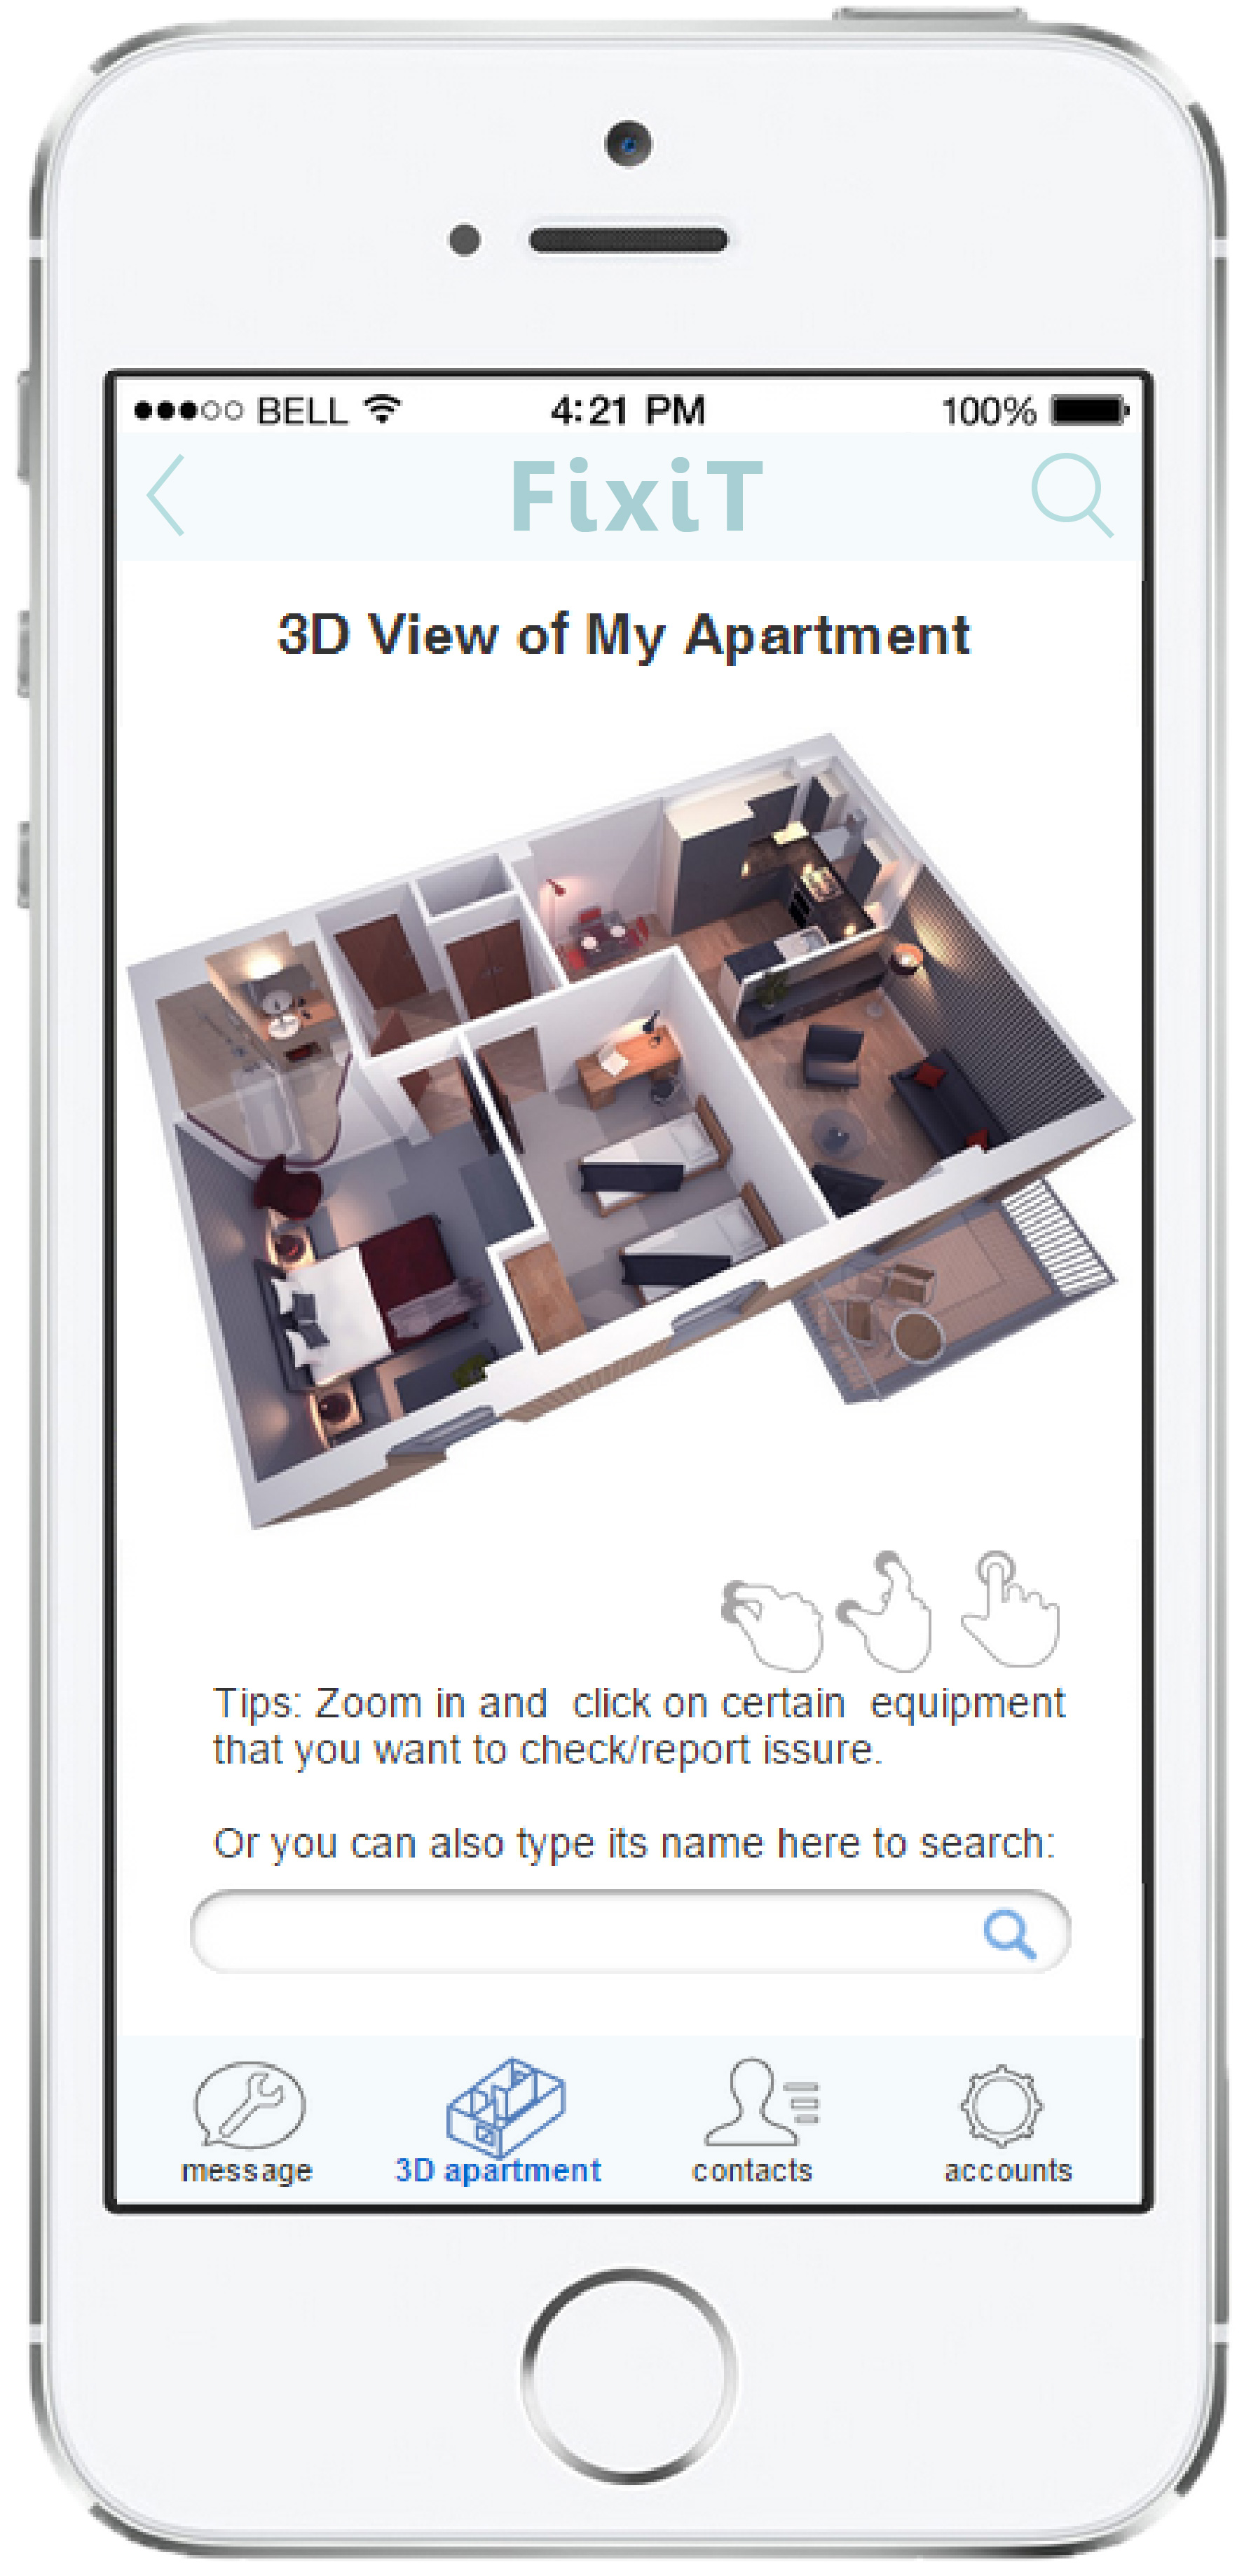 BELL 4:21 PM 100%
FixiT
3D View of My Apartment
Tips: Zoom in and click on certain equipment
that you want to check/report issure.
Or you can also type its name here to search:
message 3D apartment contacts accounts